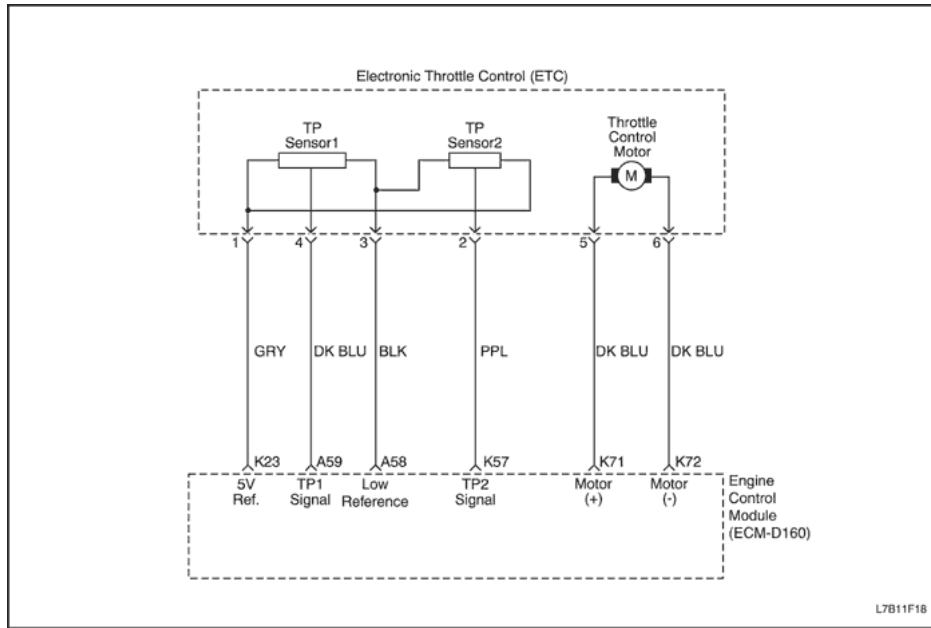 Electronic Throttle Control (ETC)
TP
Sensor1
TP
Sensor2
Throttle
Control
Motor
M
1
4
3
2
5
6
GRY
DK BLU
BLK
PPL
DK BLU
DK BLU
K23
A59
A58
K57
K71
K72
5V
Ref.
TP1
Signal
Low
Reference
TP2
Signal
Motor
(+)
Motor
(-)
Engine
Control
Module
(ECM-D160)
L7B11F18